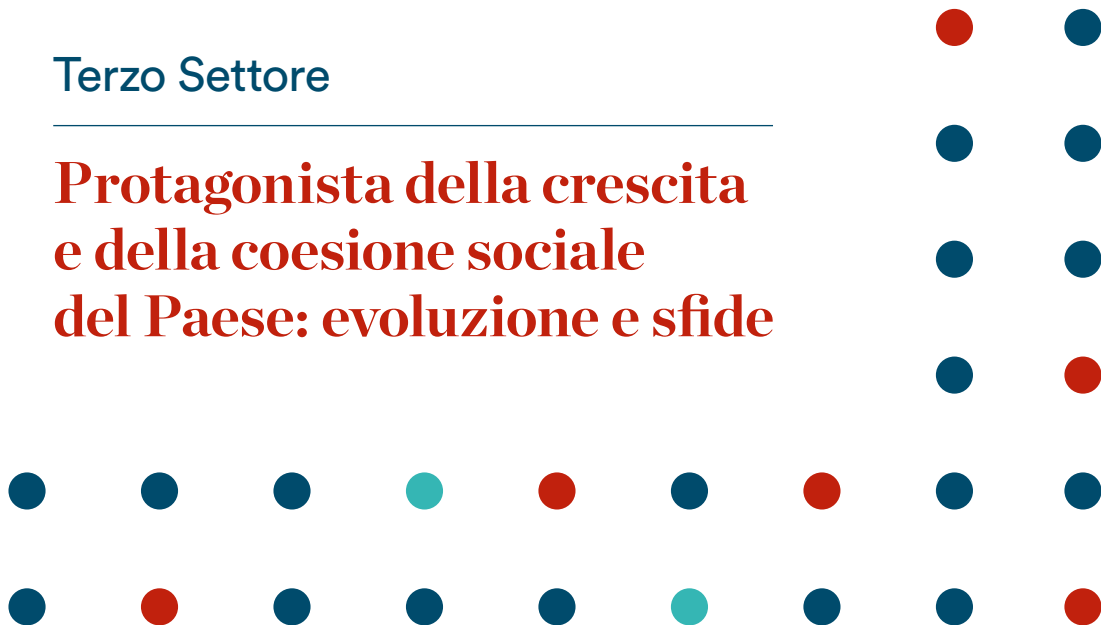 Terzo Settore
Protagonista della crescita
e della coesione sociale
del Paese: evoluzione e sfide